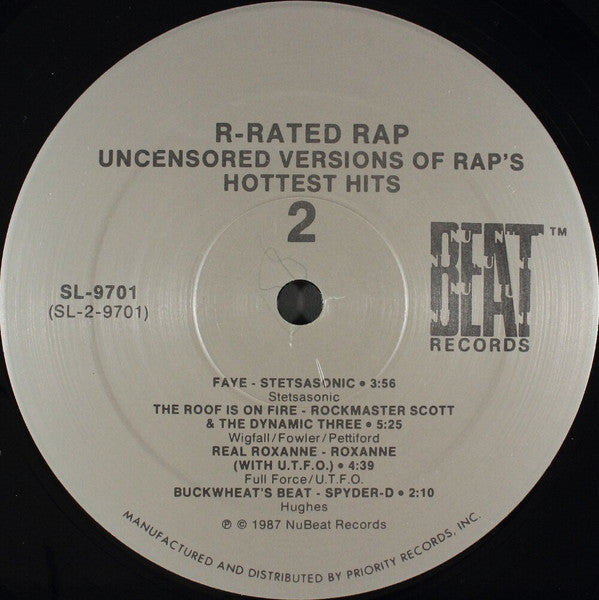 R-RATED RAP
UNCENSORED VERSIONS OF RAP'S
HOTTEST HITS
2
SL-9701
(SL-2-9701)
BEAT™
RECORDS
FAYE - STETSASONIC • 3:56
Stetsasonic
THE ROOF IS ON FIRE - ROCKMASTER SCOTT
& THE DYNAMIC THREE • 5:25
Wigfall/Fowler/Pettiford
REAL ROXANNE - ROXANNE
(WITH U.T.F.O.) • 4:39
Full Force/U.T.F.O.
BUCKWHEAT'S BEAT - SPYDER-D • 2:10
Hughes
℗ © 1987 NuBeat Records
MANUFACTURED AND DISTRIBUTED BY PRIORITY RECORDS, INC.